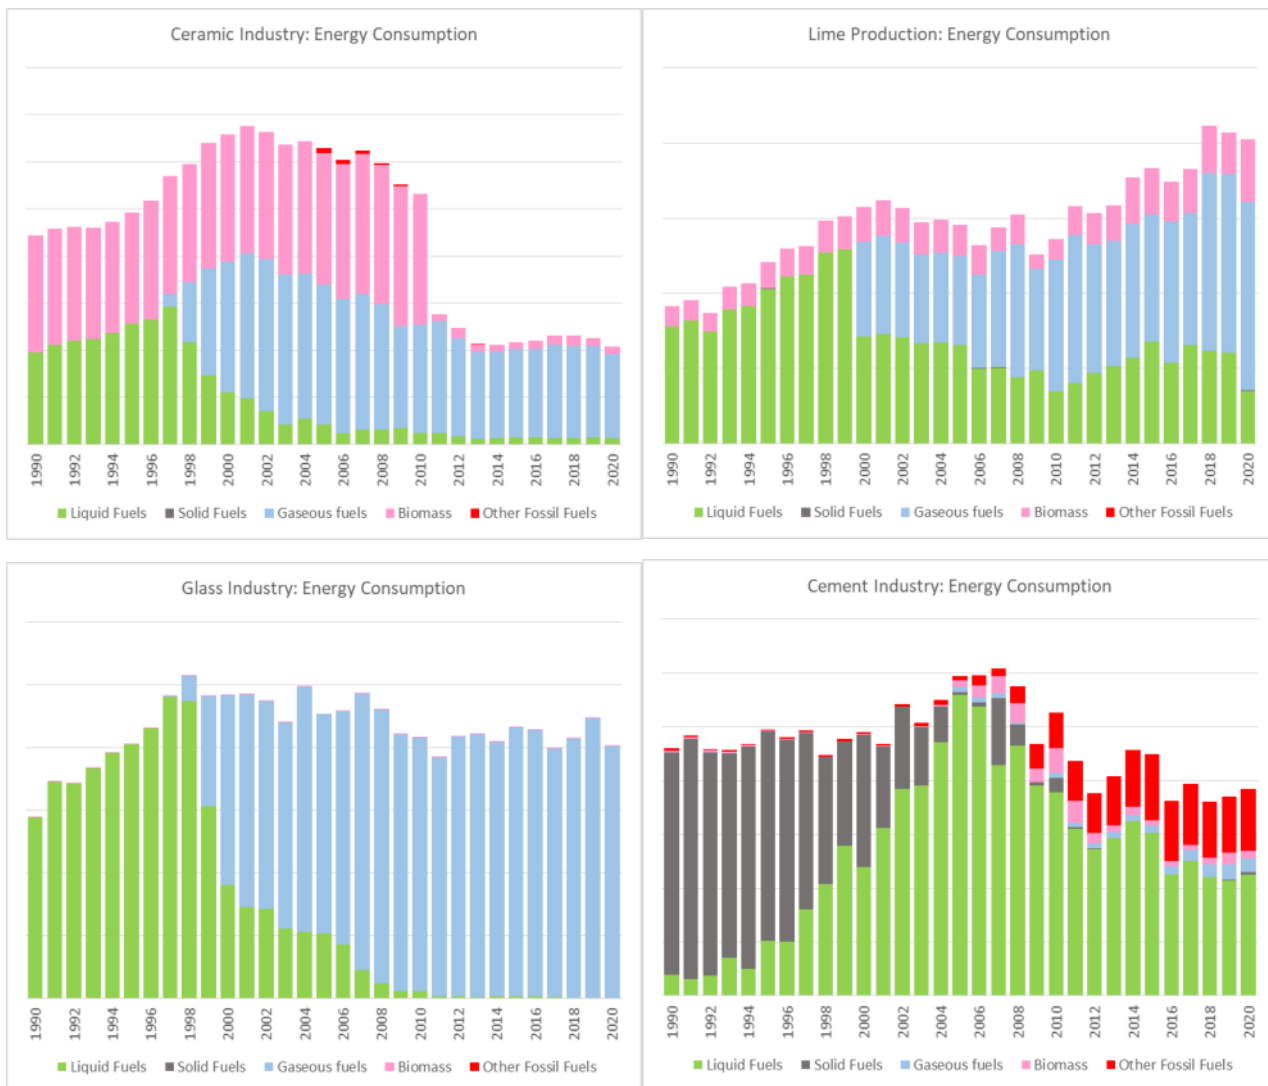 Ceramic Industry: Energy Consumption
1990 1992 1994 1996 1998 2000 2002 2004 2006 2008 2010 2012 2014 2016 2018 2020
Liquid Fuels Solid Fuels Gaseous fuels Biomass Other Fossil Fuels
Lime Production: Energy Consumption
1990 1992 1994 1996 1998 2000 2002 2004 2006 2008 2010 2012 2014 2016 2018 2020
Liquid Fuels Solid Fuels Gaseous fuels Biomass Other Fossil Fuels
Glass Industry: Energy Consumption
1990 1992 1994 1996 1998 2000 2002 2004 2006 2008 2010 2012 2014 2016 2018 2020
Liquid Fuels Solid Fuels Gaseous fuels Biomass Other Fossil Fuels
Cement Industry: Energy Consumption
1990 1992 1994 1996 1998 2000 2002 2004 2006 2008 2010 2012 2014 2016 2018 2020
Liquid Fuels Solid Fuels Gaseous fuels Biomass Other Fossil Fuels